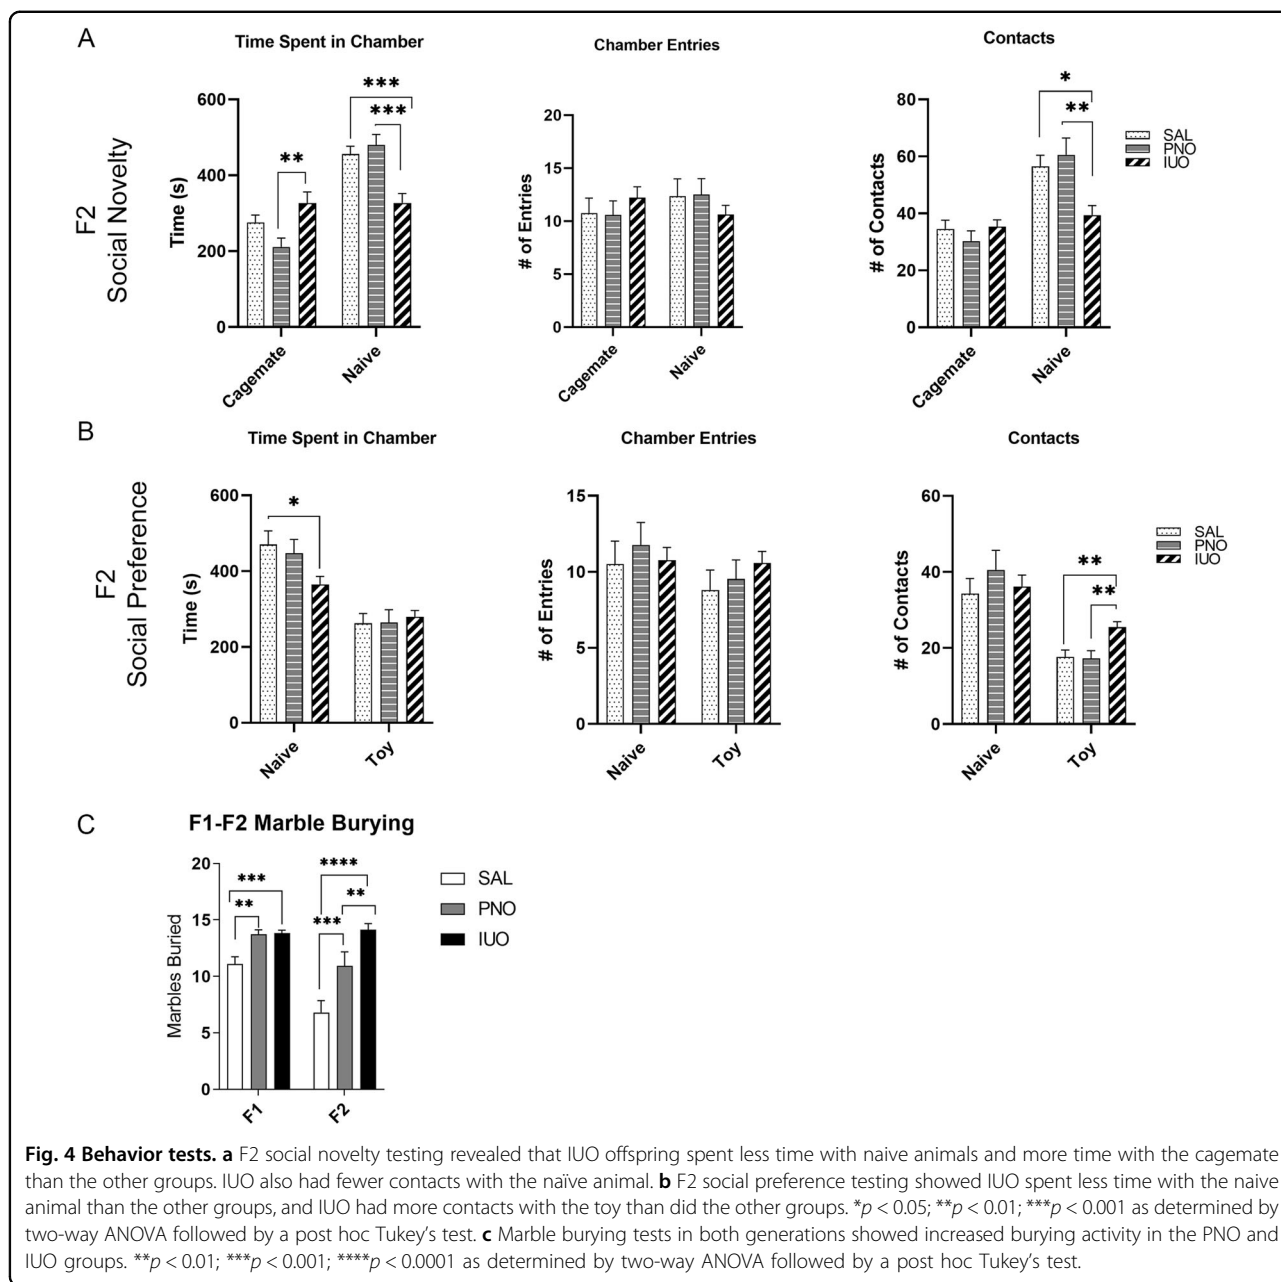 A
Time Spent in Chamber
Chamber Entries
Contacts
F2
Social Novelty
Time (s)
600
400
200
0
**
***
***
Cagemate
Naive
# of Entries
20
15
10
5
0
Cagemate
Naive
# of Contacts
80
60
40
20
0
*
**
Cagemate
Naive
SAL
PNO
IUO
B
Time Spent in Chamber
Chamber Entries
Contacts
F2
Social Preference
Time (s)
600
400
200
0
*
Naive
Toy
# of Entries
15
10
5
0
Naive
Toy
# of Contacts
60
40
20
0
**
**
Naive
Toy
SAL
PNO
IUO
C
F1-F2 Marble Burying
Marbles Buried
20
15
10
5
0
***
**
****
**
***
F1
F2
SAL
PNO
IUO
Fig. 4 Behavior tests. a F2 social novelty testing revealed that IUO offspring spent less time with naive animals and more time with the cagemate
than the other groups. IUO also had fewer contacts with the naïve animal. b F2 social preference testing showed IUO spent less time with the naive
animal than the other groups, and IUO had more contacts with the toy than did the other groups. *p < 0.05; **p < 0.01; ***p < 0.001 as determined by
two-way ANOVA followed by a post hoc Tukey's test. c Marble burying tests in both generations showed increased burying activity in the PNO and
IUO groups. **p < 0.01; ***p < 0.001; ****p < 0.0001 as determined by two-way ANOVA followed by a post hoc Tukey's test.